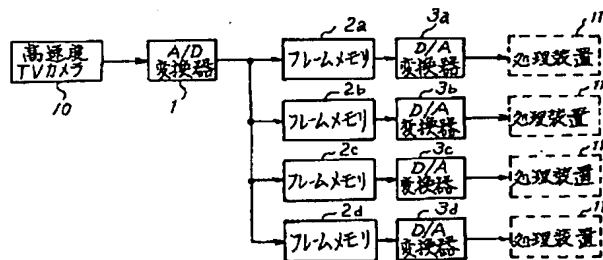 高速度
TVカメラ
10
A/D
変換器
1
2a
フレームメモリ
3a
D/A
変換器
11
処理装置
2b
フレームメモリ
3b
D/A
変換器
11
処理装置
2c
フレームメモリ
3c
D/A
変換器
11
処理装置
2d
フレームメモリ
3d
D/A
変換器
11
処理装置